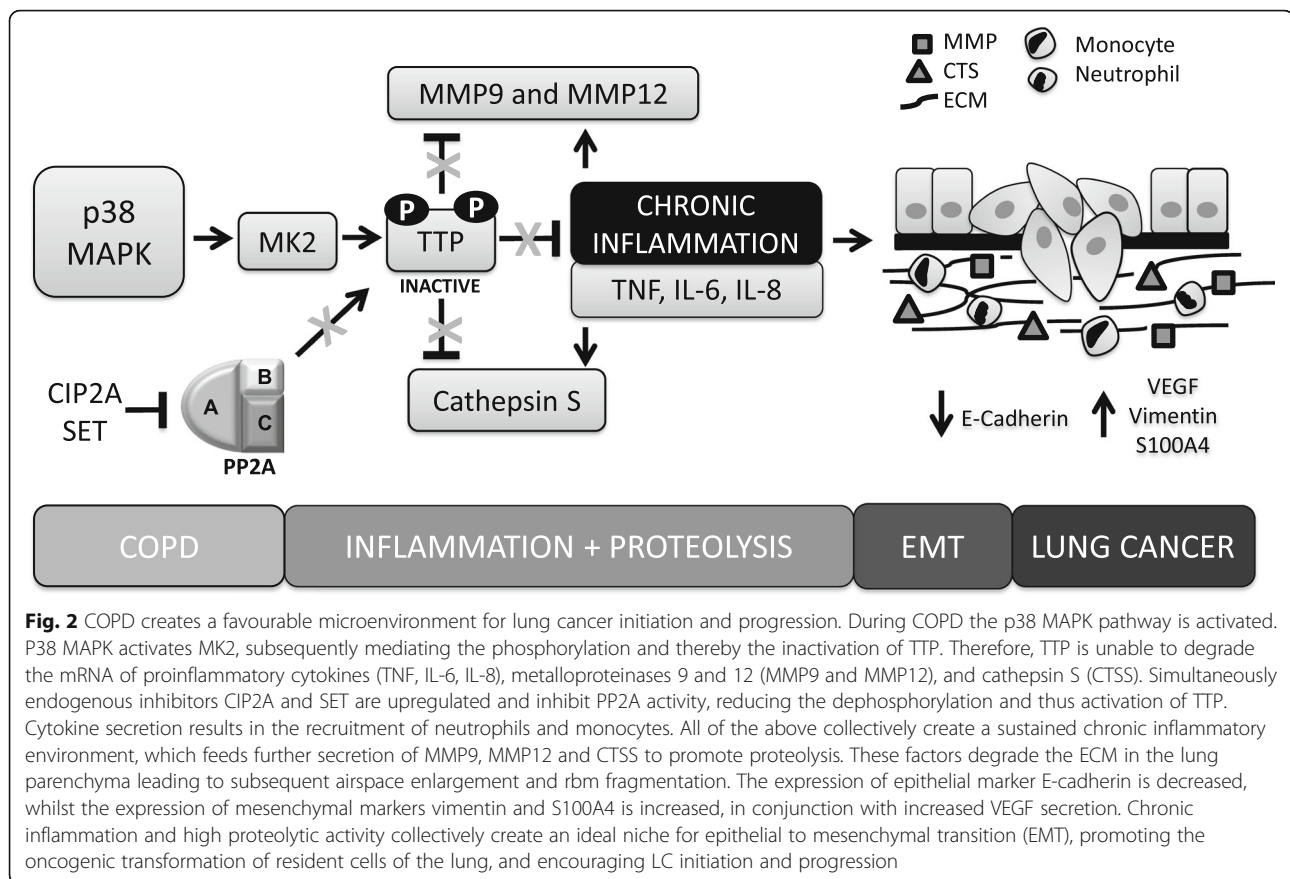 MMP
CTS
ECM
Monocyte
Neutrophil
MMP9 and MMP12
p38
MAPK
MK2
P
P
TTP
INACTIVE
CHRONIC
INFLAMMATION
TNF, IL-6, IL-8
CIP2A
SET
A
B
C
PP2A
Cathepsin S
E-Cadherin
VEGF
Vimentin
S100A4
COPD
INFLAMMATION + PROTEOLYSIS
EMT
LUNG CANCER
Fig. 2 COPD creates a favourable microenvironment for lung cancer initiation and progression. During COPD the p38 MAPK pathway is activated.
P38 MAPK activates MK2, subsequently mediating the phosphorylation and thereby the inactivation of TTP. Therefore, TTP is unable to degrade
the mRNA of proinflammatory cytokines (TNF, IL-6, IL-8), metalloproteinases 9 and 12 (MMP9 and MMP12), and cathepsin S (CTSS). Simultaneously
endogenous inhibitors CIP2A and SET are upregulated and inhibit PP2A activity, reducing the dephosphorylation and thus activation of TTP.
Cytokine secretion results in the recruitment of neutrophils and monocytes. All of the above collectively create a sustained chronic inflammatory
environment, which feeds further secretion of MMP9, MMP12 and CTSS to promote proteolysis. These factors degrade the ECM in the lung
parenchyma leading to subsequent airspace enlargement and rbm fragmentation. The expression of epithelial marker E-cadherin is decreased,
whilst the expression of mesenchymal markers vimentin and S100A4 is increased, in conjunction with increased VEGF secretion. Chronic
inflammation and high proteolytic activity collectively create an ideal niche for epithelial to mesenchymal transition (EMT), promoting the
oncogenic transformation of resident cells of the lung, and encouraging LC initiation and progression